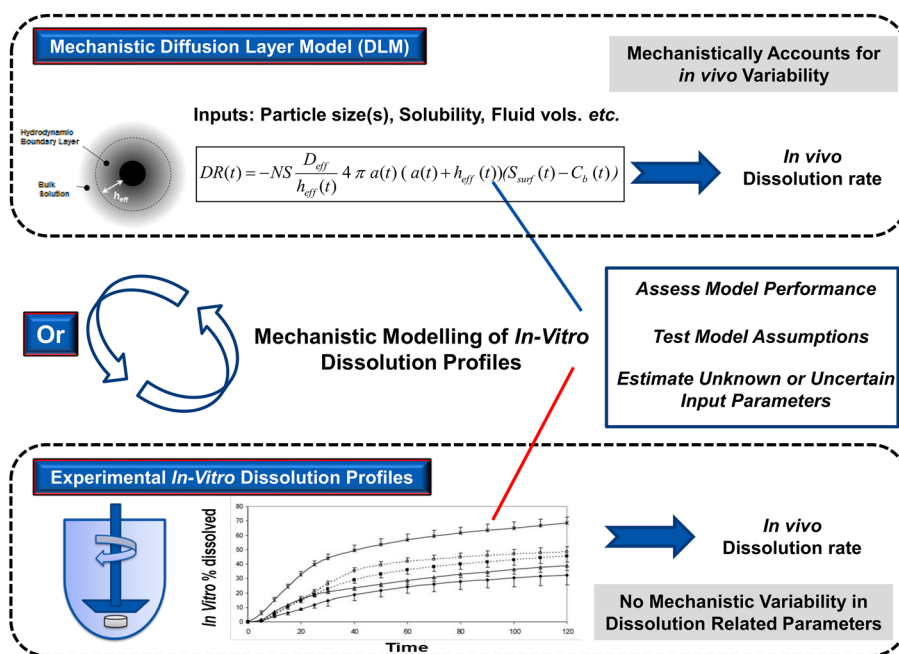 Mechanistic Diffusion Layer Model (DLM)
Mechanistically Accounts for
in vivo Variability
Inputs: Particle size(s), Solubility, Fluid vols. etc.
Hydrodynamic
Boundary Layer
Bulk
Solution
h_eff
DR(t) = -NS D_eff / h_eff(t) 4 π a(t) ( a(t) + h_eff (t))(S_surf (t) - C_b (t) )
In vivo
Dissolution rate
Or
Mechanistic Modelling of In-Vitro
Dissolution Profiles
Assess Model Performance
Test Model Assumptions
Estimate Unknown or Uncertain
Input Parameters
Experimental In-Vitro Dissolution Profiles
In Vitro % dissolved
80
70
60
50
40
30
20
10
0
0 20 40 60 80 100 120
Time
In vivo
Dissolution rate
No Mechanistic Variability in
Dissolution Related Parameters